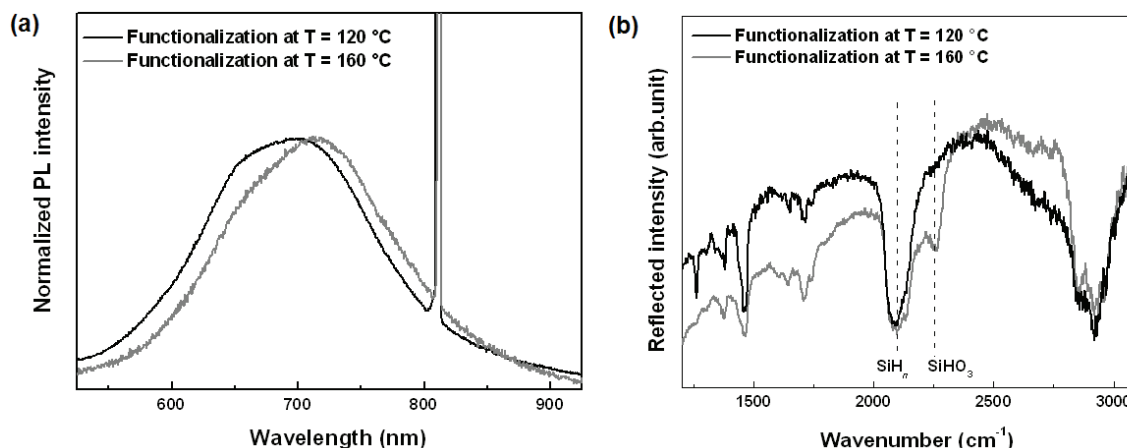 (a)
Functionalization at T = 120 °C
Functionalization at T = 160 °C
Normalized PL intensity
600 700 800 900
Wavelength (nm)
(b)
Functionalization at T = 120 °C
Functionalization at T = 160 °C
Reflected Intensity (arb.unit)
SiHₙ SiHO₃
1500 2000 2500 3000
Wavenumber (cm⁻¹)